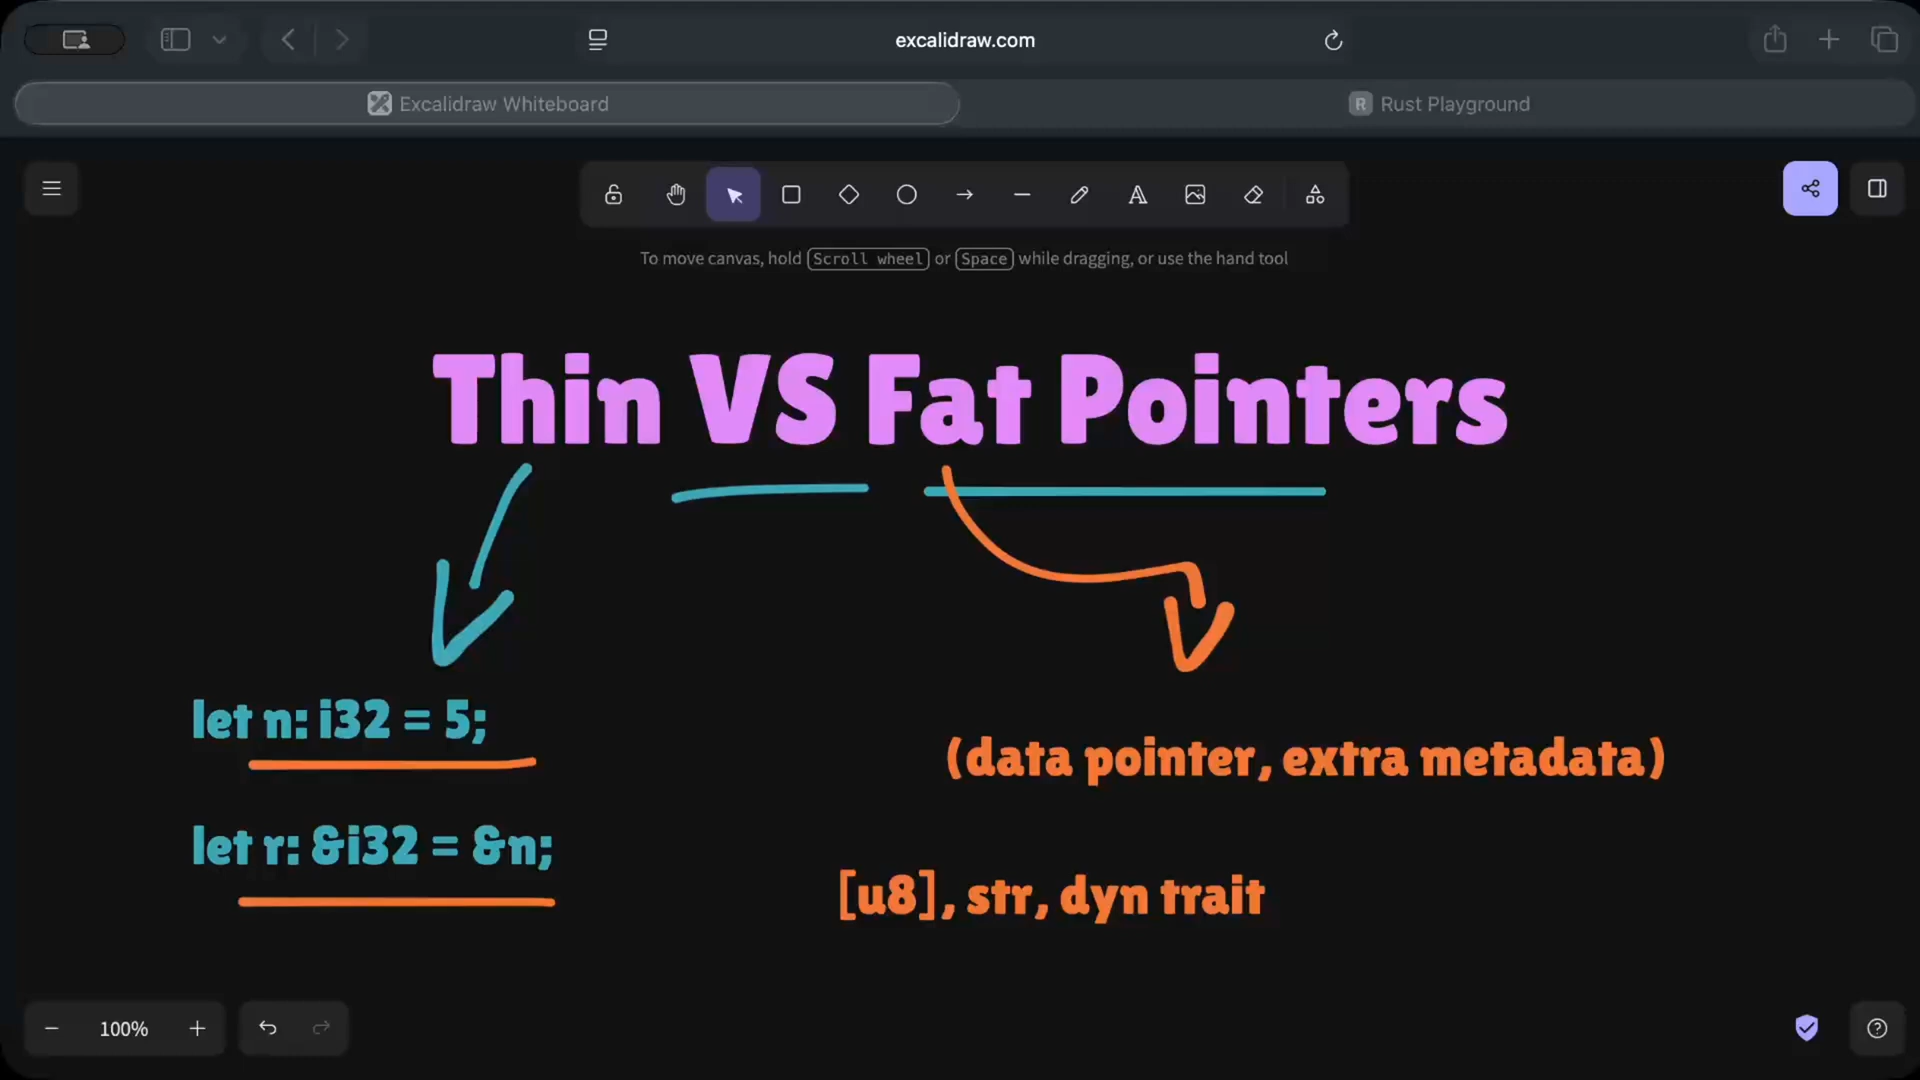 excalidraw.com
Excalidraw Whiteboard
R Rust Playground
To move canvas, hold Scroll wheel or Space while dragging, or use the hand tool
Thin VS Fat Pointers
let n: i32 = 5;
let r: &i32 = &n;
(data pointer, extra metadata)
[u8], str, dyn trait
100%